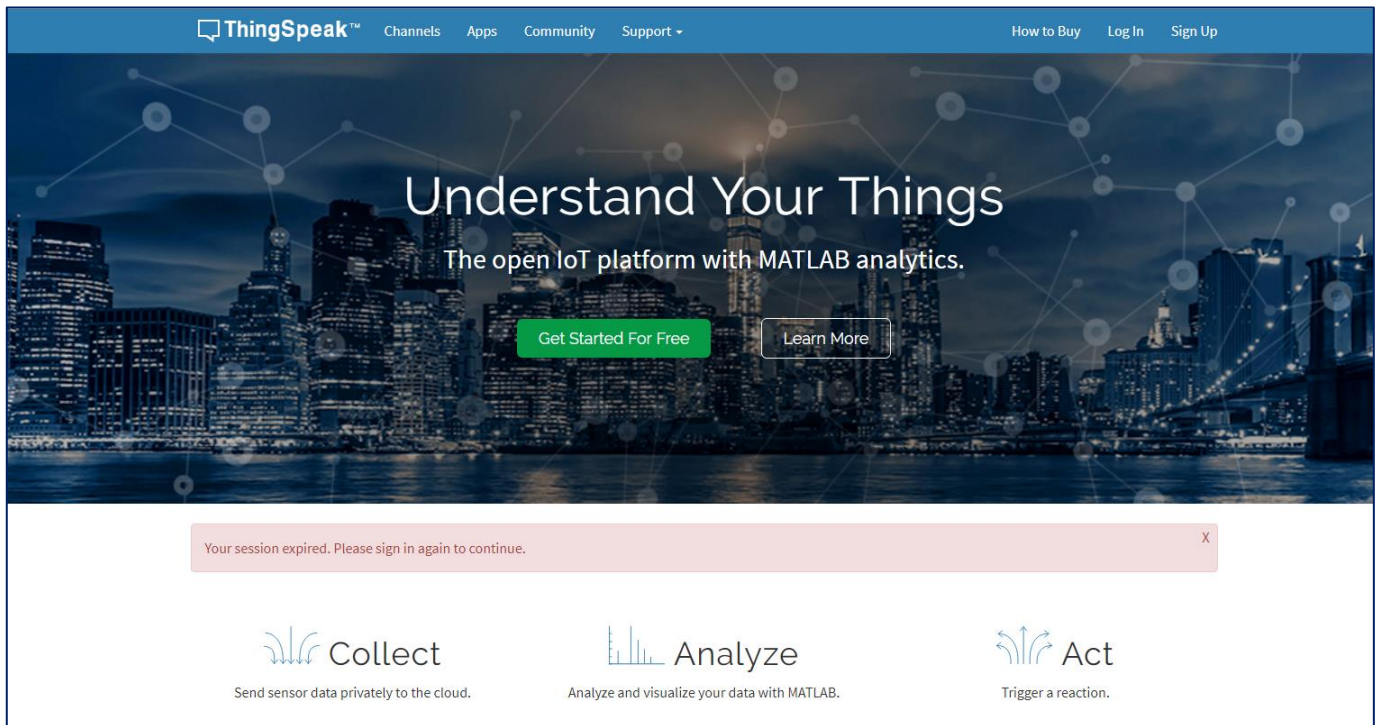 ThingSpeak™ Channels Apps Community Support How to Buy Log In Sign Up
Understand Your Things
The open IoT platform with MATLAB analytics.
Get Started For Free Learn More
Your session expired. Please sign in again to continue. X
Collect Analyze Act
Send sensor data privately to the cloud. Analyze and visualize your data with MATLAB. Trigger a reaction.